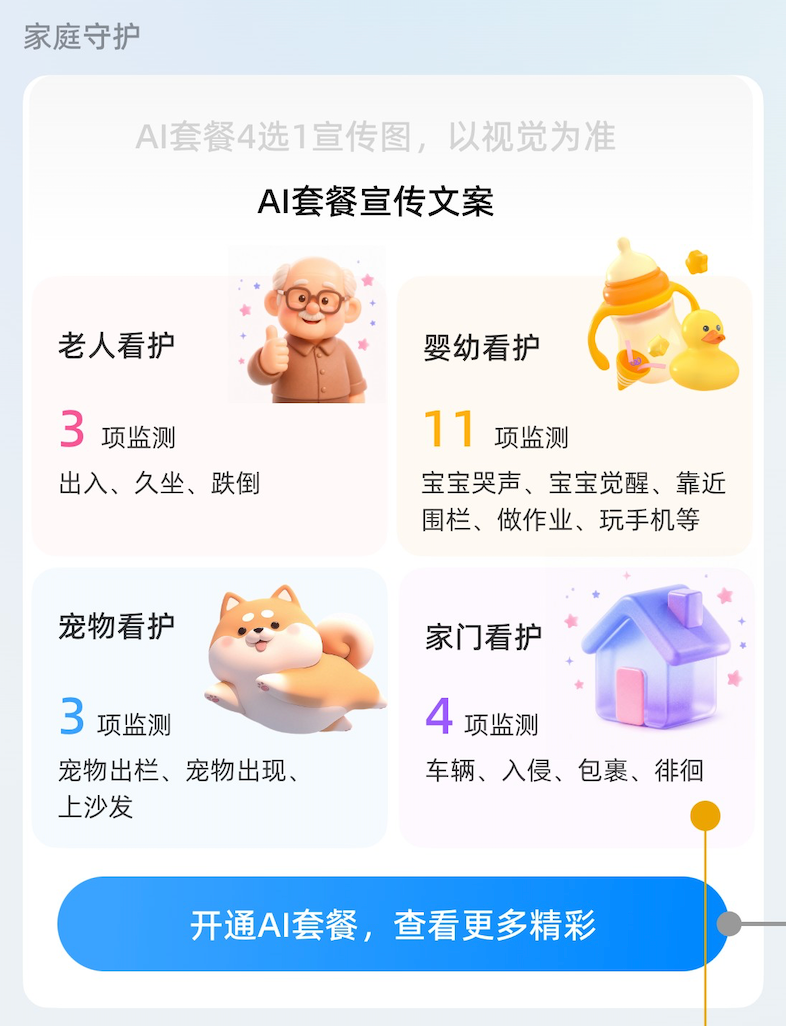 家庭守护
AI套餐4选1宣传图，以视觉为准
AI套餐宣传文案
老人看护
3 项监测
出入、久坐、跌倒
婴幼看护
11 项监测
宝宝哭声、宝宝觉醒、靠近
围栏、做作业、玩手机等
宠物看护
3 项监测
宠物出栏、宠物出现、
上沙发
家门看护
4 项监测
车辆、入侵、包裹、徘徊
开通AI套餐，查看更多精彩